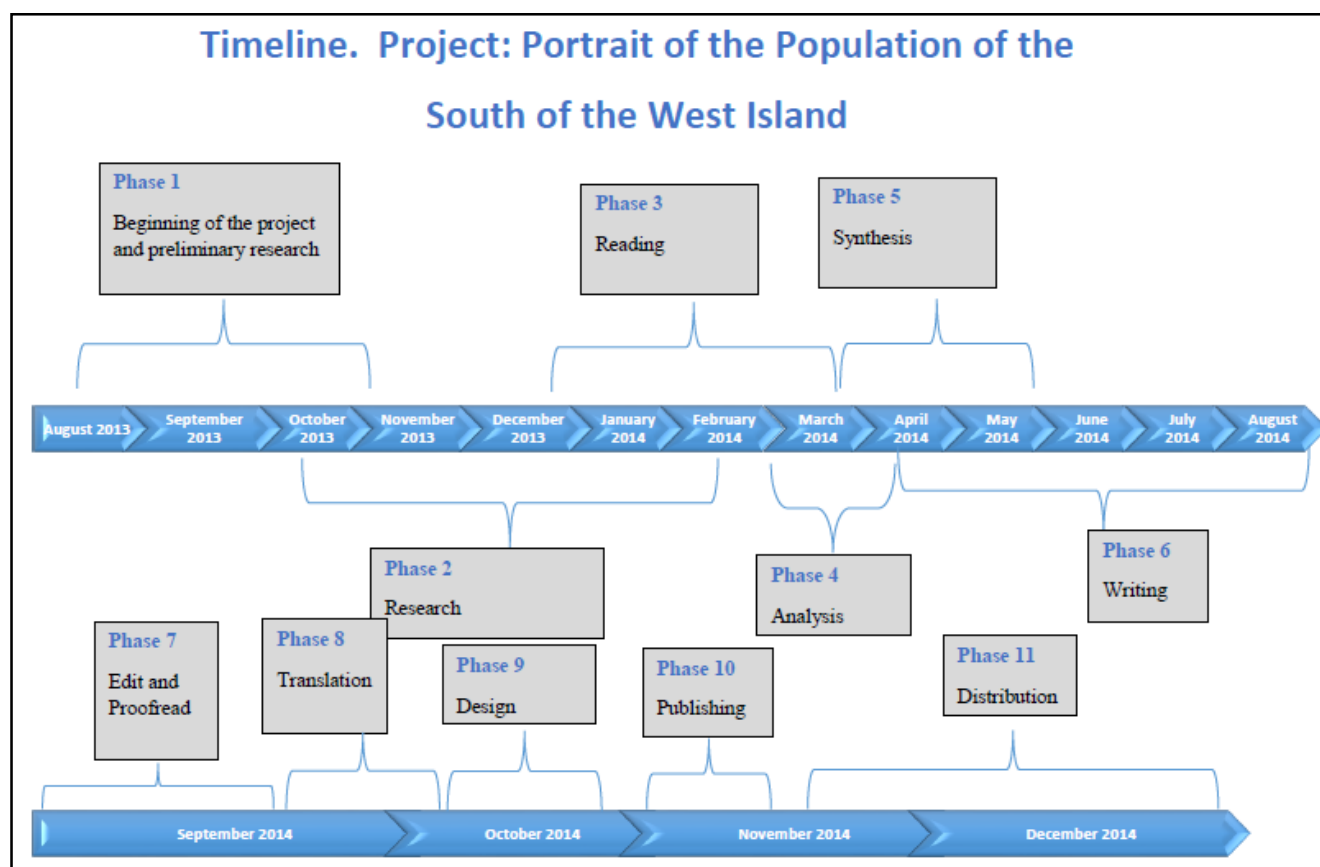 Timeline. Project: Portrait of the Population of the
South of the West Island
Phase 1
Beginning of the project
and preliminary research
Phase 3
Reading
Phase 5
Synthesis
August 2013
September
2013
October
2013
November
2013
December
2013
January
2014
February
2014
March
2014
April
2014
May
2014
June
2014
July
2014
August
2014
Phase 2
Research
Phase 4
Analysis
Phase 6
Writing
Phase 7
Edit and
Proofread
Phase 8
Translation
Phase 9
Design
Phase 10
Publishing
Phase 11
Distribution
September 2014
October 2014
November 2014
December 2014